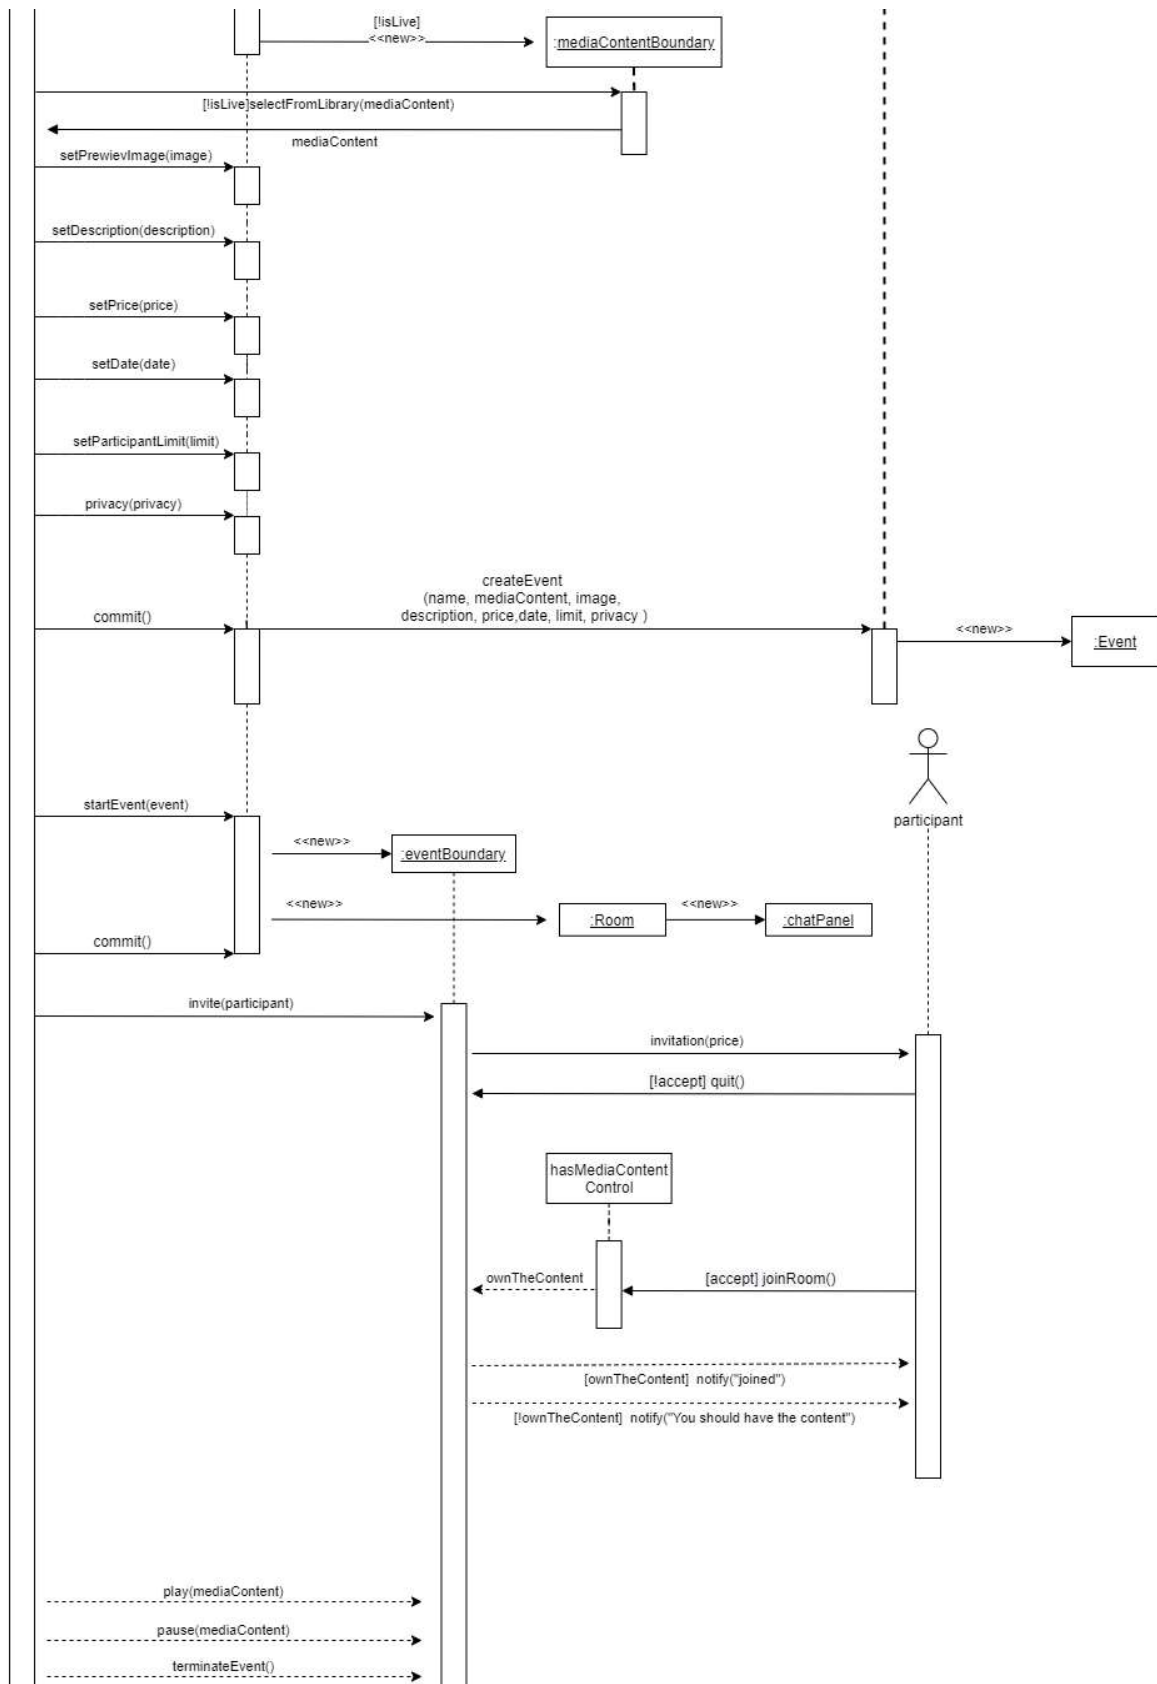 [!isLive]
<<new>>
:mediaContentBoundary
[!isLive]selectFromLibrary(mediaContent)
mediaContent
setPrewievImage(image)
setDescription(description)
setPrice(price)
setDate(date)
setParticipantLimit(limit)
privacy(privacy)
createEvent
(name, mediaContent, image,
description, price,date, limit, privacy )
commit()
<<new>>
:Event
participant
startEvent(event)
<<new>>
:eventBoundary
<<new>>
:Room
<<new>>
:chatPanel
commit()
invite(participant)
invitation(price)
[!accept] quit()
hasMediaContent
Control
ownTheContent
[accept] joinRoom()
[ownTheContent] notify("joined")
[!ownTheContent] notify("You should have the content")
play(mediaContent)
pause(mediaContent)
terminateEvent()